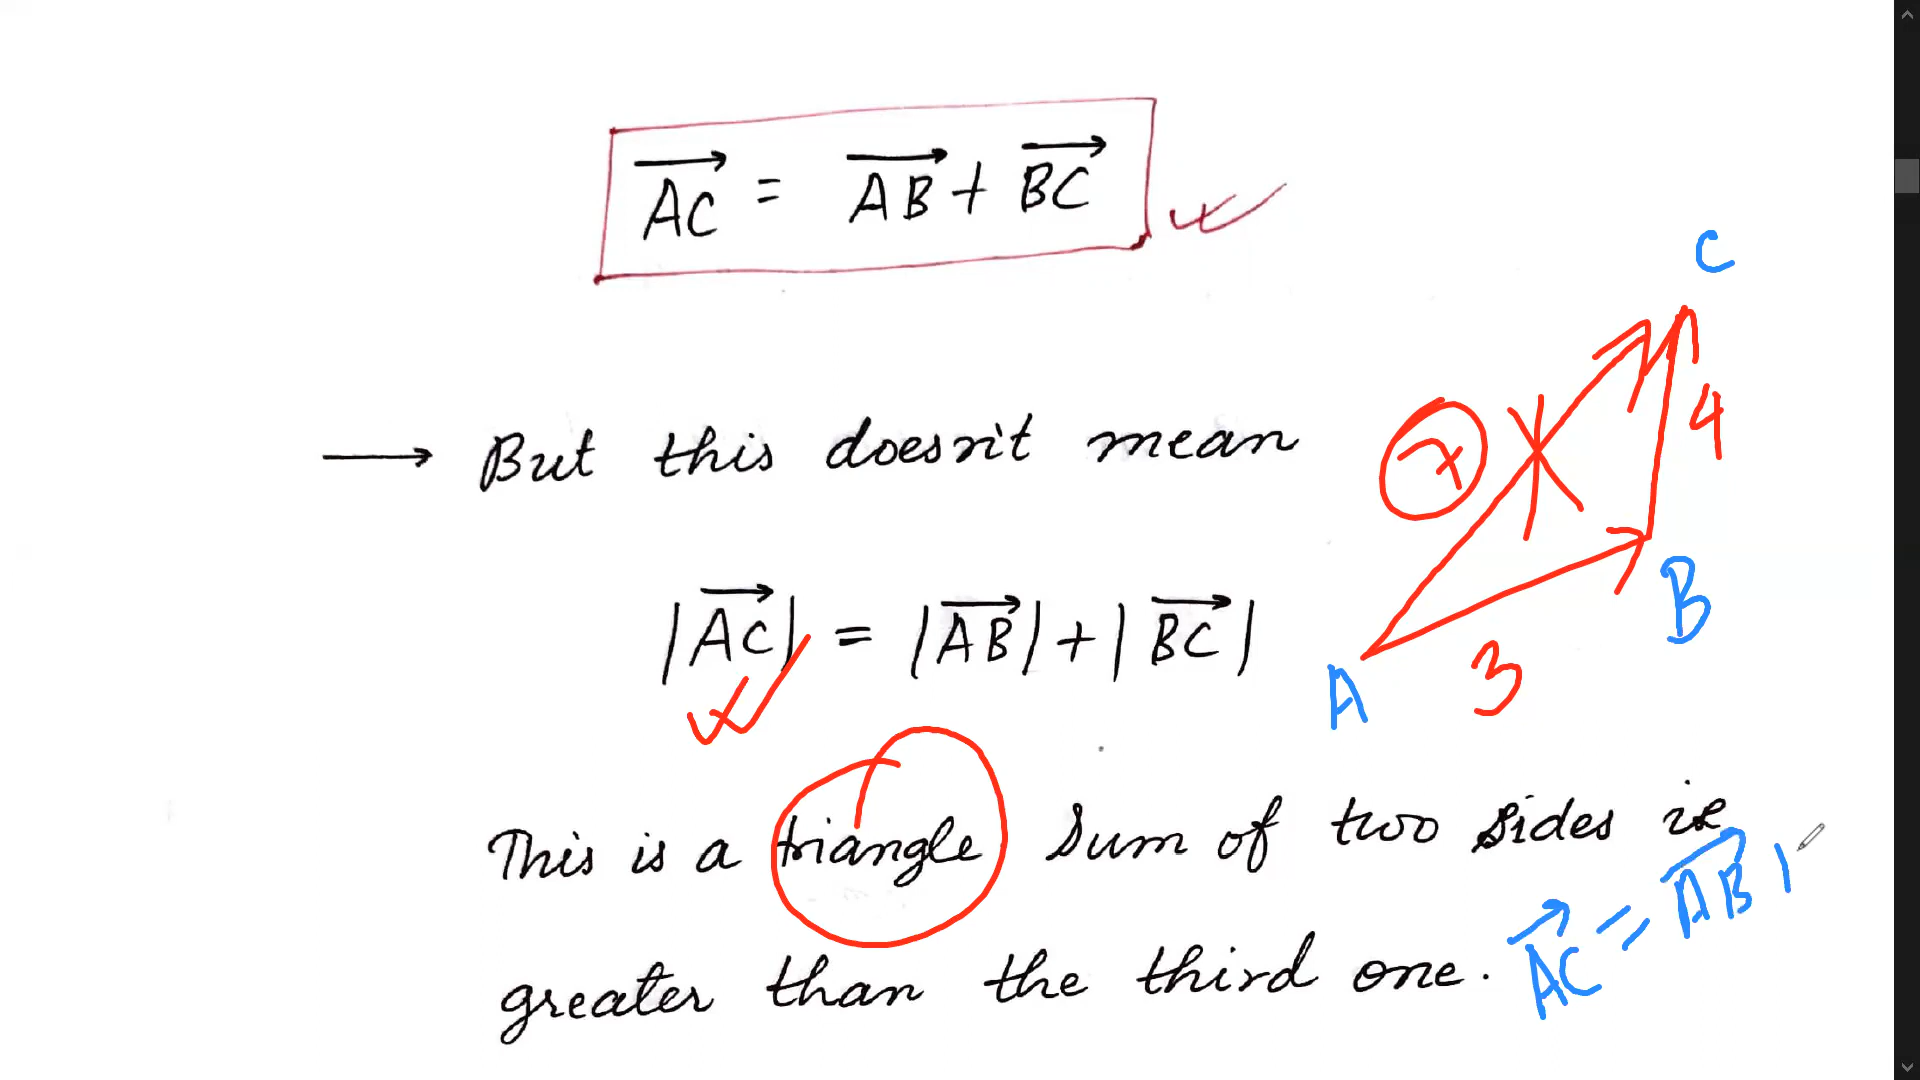 AC = AB + BC
C
→ But this doesn't mean
7
4
|AC| = |AB| + |BC|
B
A
3
This is a triangle Sum of two sides is
greater than the third one.
AC = AB